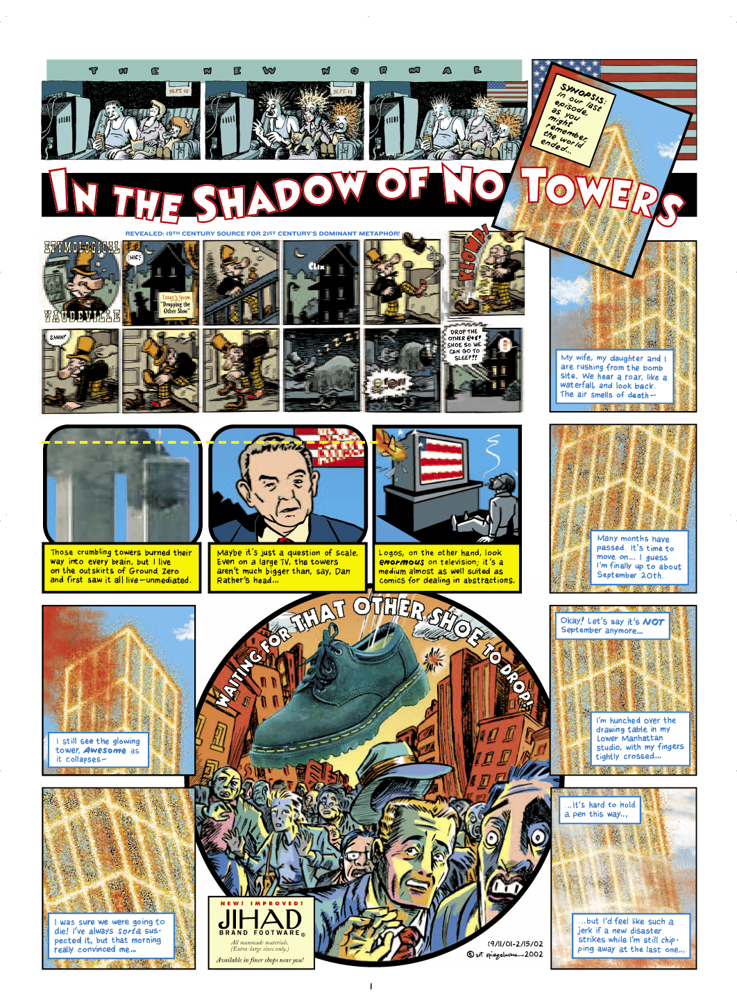 THE NEW NORMAL
SEPT. 10
SEPT. 11
art spiegelman
SYNOPSIS:
In our last
episode,
as you
might
remember,
the world
ended...
IN THE SHADOW OF NO TOWERS
REVEALED: 19TH CENTURY SOURCE FOR 21ST CENTURY'S DOMINANT METAPHOR!
ETYMOLOGICAL
VAUDEVILLE
HIC!
TODAY'S IDIOM:
"Dropping the
Other Shoe"
CLIK
KLOMP!
SHHH!
ZZZZ
DROP THE
OTHER @*$!
SHOE SO WE
CAN GO TO
SLEEP!!
My wife, my daughter and I
are rushing from the bomb
site. We hear a roar, like a
waterfall, and look back.
The air smells of death—
Those crumbling towers burned their
way into every brain, but I live
on the outskirts of Ground Zero
and first saw it all live—unmediated.
Maybe it's just a question of scale.
Even on a large TV, the towers
aren't much bigger than, say, Dan
Rather's head...
Logos, on the other hand, look
enormous on television; it's a
medium almost as well suited as
comics for dealing in abstractions.
Many months have
passed. It's time to
move on... I guess
I'm finally up to about
September 20th.
I still see the glowing
tower, AWESOME as
it collapses—
WAITING FOR THAT OTHER SHOE TO DROP!
Okay! Let's say it's NOT
September anymore...
I'm hunched over the
drawing table in my
Lower Manhattan
studio, with my fingers
tightly crossed...
I was sure we were going to
die! I've always sorta sus-
pected it, but that morning
really convinced me...
NEW! IMPROVED!
JIHAD
BRAND FOOTWARE®
All manmade materials.
(Extra-large sizes only.)
Available in finer shops near you!
(9/11/01-2/15/02
© art spiegelman 2002
...It's hard to hold
a pen this way...
...but I'd feel like such a
jerk if a new disaster
strikes while I'm still chip-
ping away at the last one...
1